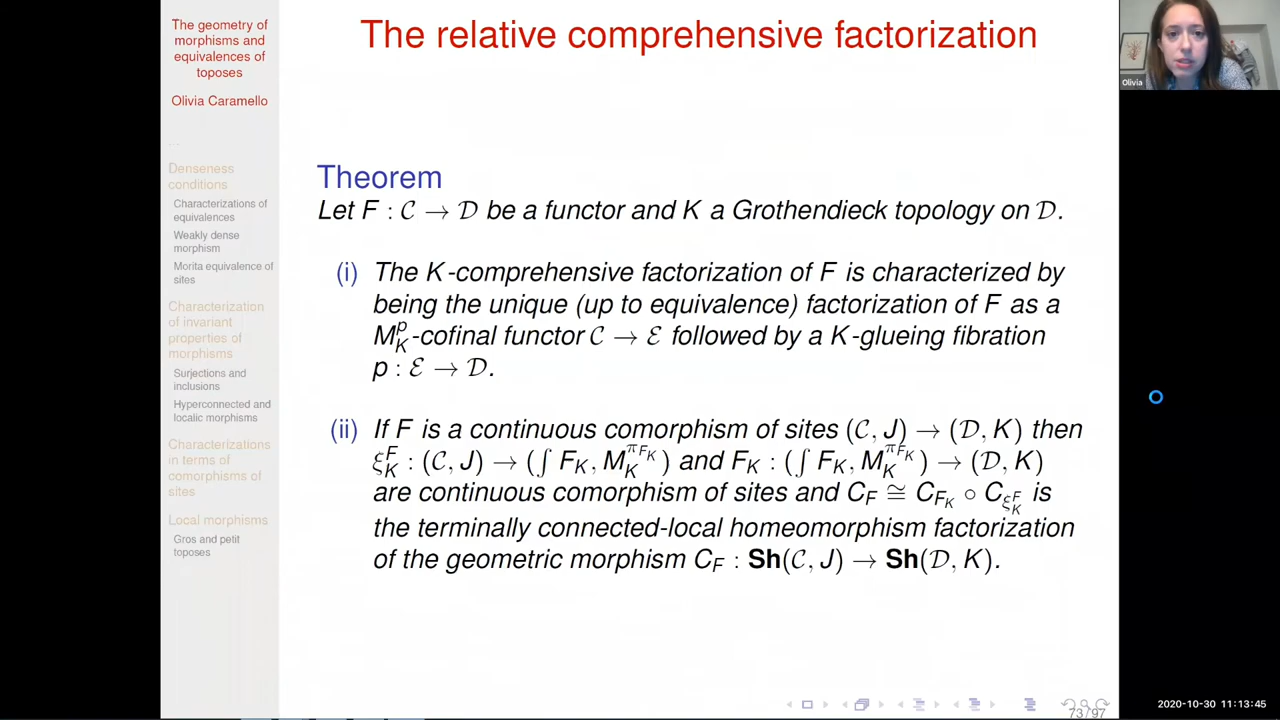 The geometry of
morphisms and
equivalences of
toposes
Olivia Caramello
...
Denseness
conditions
Characterizations of
equivalences
Weakly dense
morphism
Morita equivalence of
sites
Characterization
of invariant
properties of
morphisms
Surjections and
inclusions
Hyperconnected and
localic morphisms
Characterizations
in terms of
comorphisms of
sites
Local morphisms
Gros and petit
toposes
The relative comprehensive factorization
Theorem
Let F : 𝒞 → 𝒟 be a functor and K a Grothendieck topology on 𝒟.
(i) The K-comprehensive factorization of F is characterized by
being the unique (up to equivalence) factorization of F as a
M_K^p-cofinal functor 𝒞 → ℰ followed by a K-glueing fibration
p : ℰ → 𝒟.
(ii) If F is a continuous comorphism of sites (𝒞, J) → (𝒟, K) then
ξ_K^F : (𝒞, J) → (∫ F_K, M_K^{π_{F_K}}) and F_K : (∫ F_K, M_K^{π_{F_K}}) → (𝒟, K)
are continuous comorphism of sites and C_F ≅ C_{F_K} ∘ C_{ξ_K^F} is
the terminally connected-local homeomorphism factorization
of the geometric morphism C_F : Sh(𝒞, J) → Sh(𝒟, K).
73/97
Olivia
2020-10-30 11:13:45